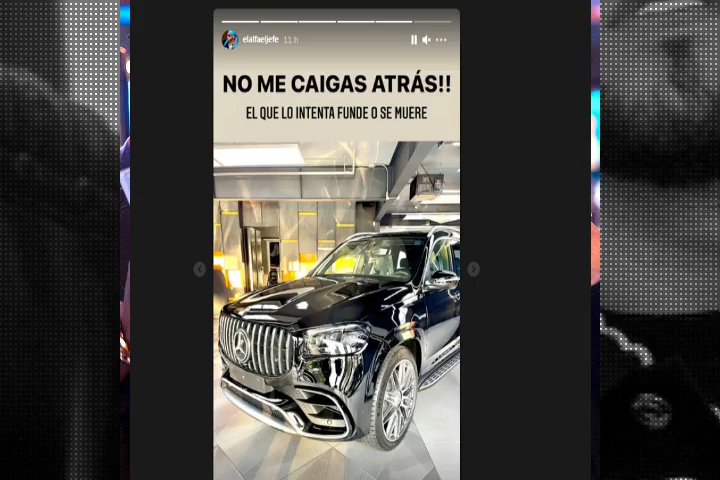 elalfaeljefe 11 h
NO ME CAIGAS ATRÁS!!
EL QUE LO INTENTA FUNDE O SE MUERE